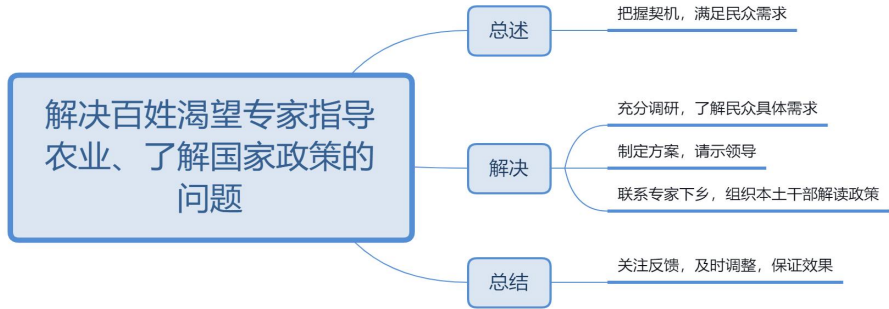 解决百姓渴望专家指导
农业、了解国家政策的
问题
总述
把握契机，满足民众需求
解决
充分调研，了解民众具体需求
制定方案，请示领导
联系专家下乡，组织本土干部解读政策
总结
关注反馈，及时调整，保证效果